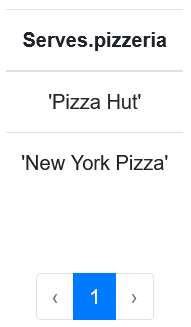 Serves.pizzeria
'Pizza Hut'
'New York Pizza'
‹ 1 ›